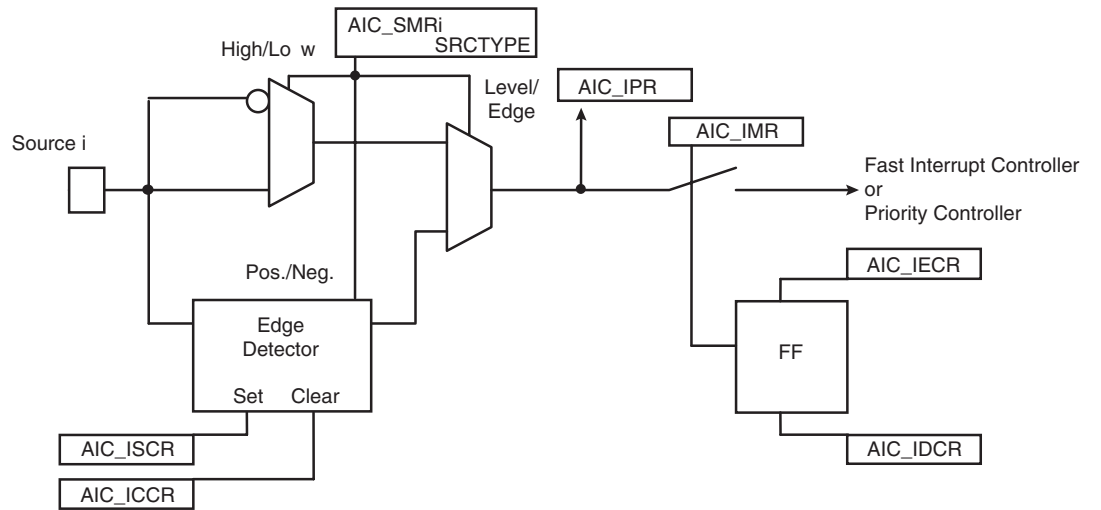 AIC_SMRi
SRCTYPE
High/Lo w
Level/
Edge
AIC_IPR
AIC_IMR
Source i
Fast Interrupt Controller
or
Priority Controller
Pos./Neg.
AIC_IECR
Edge
Detector
FF
Set Clear
AIC_ISCR
AIC_IDCR
AIC_ICCR